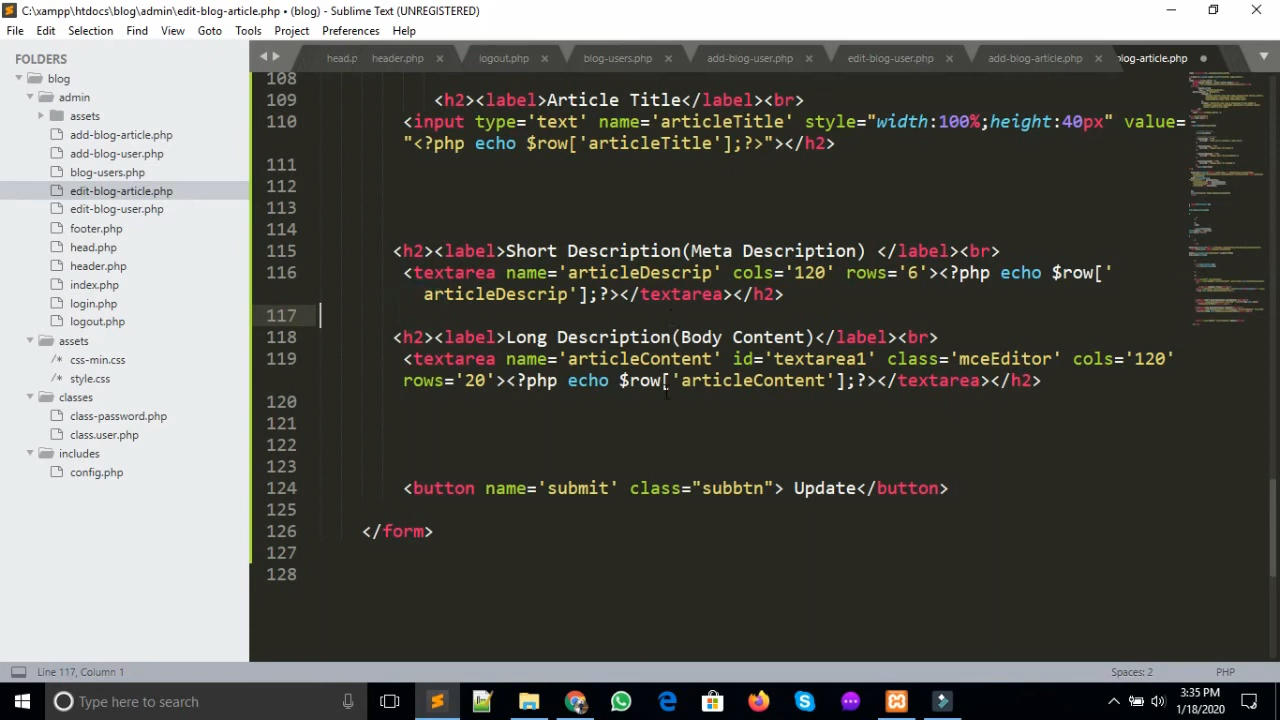 C:\xampp\htdocs\blog\admin\edit-blog-article.php • (blog) - Sublime Text (UNREGISTERED)
File Edit Selection Find View Goto Tools Project Preferences Help
FOLDERS
blog
admin
assets
add-blog-article.php
add-blog-user.php
blog-users.php
edit-blog-article.php
edit-blog-user.php
footer.php
head.php
header.php
index.php
login.php
logout.php
assets
/* css-min.css
/* style.css
classes
class-password.php
class.user.php
includes
config.php
head.p header.php logout.php blog-users.php add-blog-user.php edit-blog-user.php add-blog-article.php blog-article.php
108
109 <h2><label>Article Title</label><br>
110 <input type='text' name='articleTitle' style="width:100%;height:40px" value=
"<?php echo $row['articleTitle'];?>"></h2>
111
112
113
114
115 <h2><label>Short Description(Meta Description) </label><br>
116 <textarea name='articleDescrip' cols='120' rows='6'><?php echo $row['
articleDescrip'];?></textarea></h2>
117
118 <h2><label>Long Description(Body Content)</label><br>
119 <textarea name='articleContent' id='textarea1' class='mceEditor' cols='120'
rows='20'><?php echo $row['articleContent'];?></textarea></h2>
120
121
122
123
124 <button name='submit' class="subbtn"> Update</button>
125
126 </form>
127
128
Line 117, Column 1
Spaces: 2 PHP
Type here to search
3:35 PM
1/18/2020